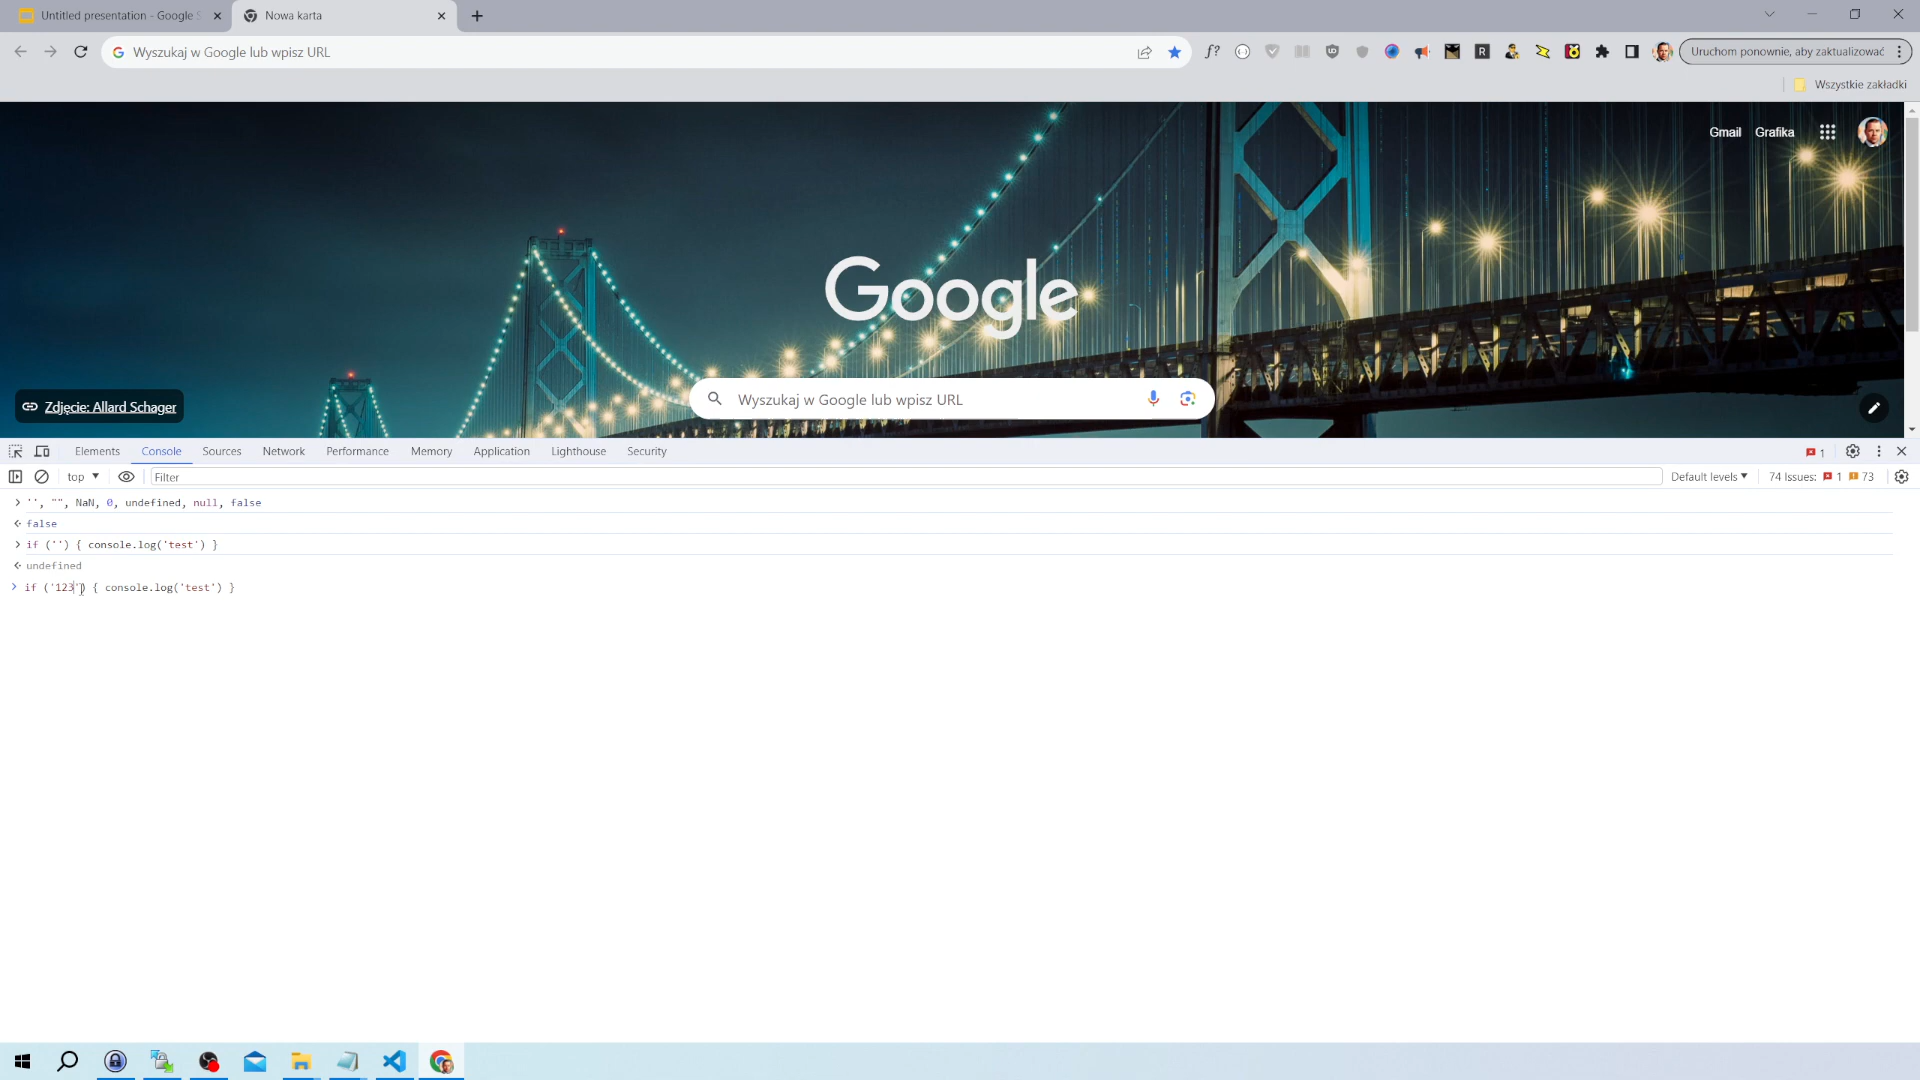 Untitled presentation - Google S
Nowa karta
Wyszukaj w Google lub wpisz URL
Uruchom ponownie, aby zaktualizować
Wszystkie zakładki
Gmail
Grafika
Google
Wyszukaj w Google lub wpisz URL
Zdjęcie: Allard Schager
Elements
Console
Sources
Network
Performance
Memory
Application
Lighthouse
Security
1
top
Filter
Default levels
74 Issues:
1
73
> '', "", NaN, 0, undefined, null, false
false
> if ('') { console.log('test') }
undefined
> if ('123') { console.log('test') }